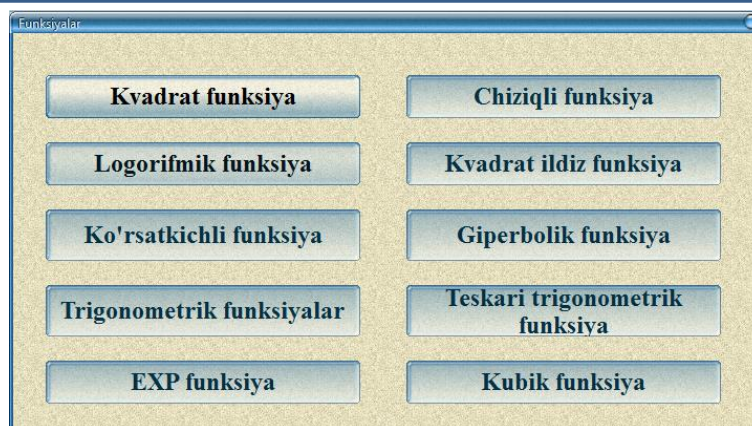 Funksiyalar
Kvadrat funksiya
Chiziqli funksiya
Logorifmik funksiya
Kvadrat ildiz funksiya
Ko'rsatkichli funksiya
Giperbolik funksiya
Trigonometrik funksiyalar
Teskari trigonometrik
funksiya
EXP funksiya
Kubik funksiya